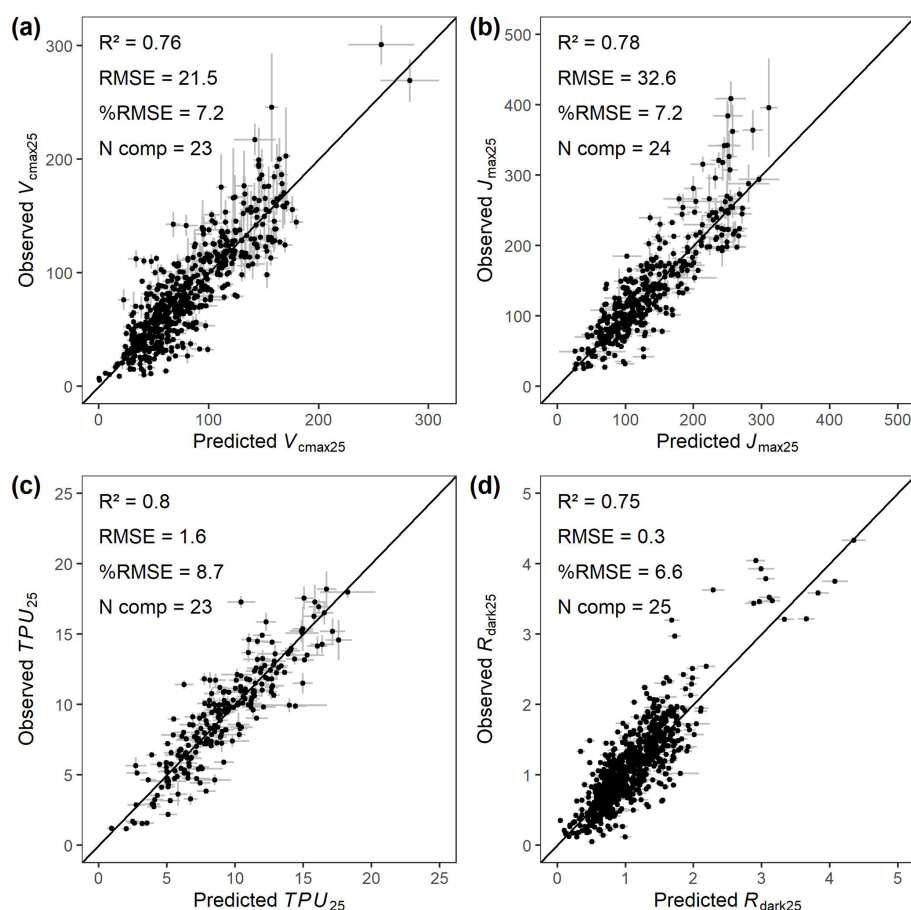 (a)
R² = 0.76
RMSE = 21.5
%RMSE = 7.2
N comp = 23
300
200
100
0
Observed Vcmax25
0 100 200 300
Predicted Vcmax25
(b)
R² = 0.78
RMSE = 32.6
%RMSE = 7.2
N comp = 24
500
400
300
200
100
0
Observed Jmax25
0 100 200 300 400 500
Predicted Jmax25
(c)
R² = 0.8
RMSE = 1.6
%RMSE = 8.7
N comp = 23
25
20
15
10
5
0
Observed TPU25
0 5 10 15 20 25
Predicted TPU25
(d)
R² = 0.75
RMSE = 0.3
%RMSE = 6.6
N comp = 25
5
4
3
2
1
0
Observed Rdark25
0 1 2 3 4 5
Predicted Rdark25